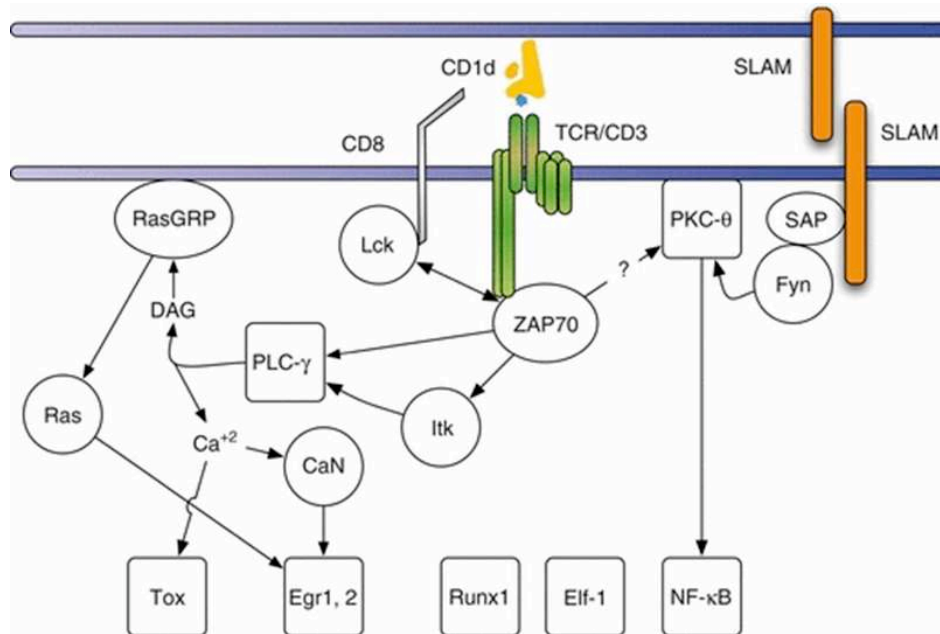 SLAM
CD1d
CD8
TCR/CD3
SLAM
RasGRP
Lck
PKC-θ
SAP
?
Fyn
DAG
ZAP70
PLC-γ
Ras
Itk
Ca+2
CaN
Tox
Egr1, 2
Runx1
Elf-1
NF-κB